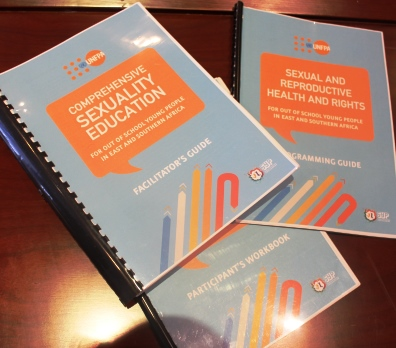 UNFPA
COMPREHENSIVE
SEXUALITY
EDUCATION
FOR OUT OF SCHOOL YOUNG PEOPLE
IN EAST AND SOUTHERN AFRICA
FACILITATOR'S GUIDE
UNFPA
SEXUAL AND
REPRODUCTIVE
HEALTH AND RIGHTS
FOR OUT OF SCHOOL YOUNG PEOPLE
IN EAST AND SOUTHERN AFRICA
GRAMMING GUIDE
PARTICIPANT'S WORKBOOK